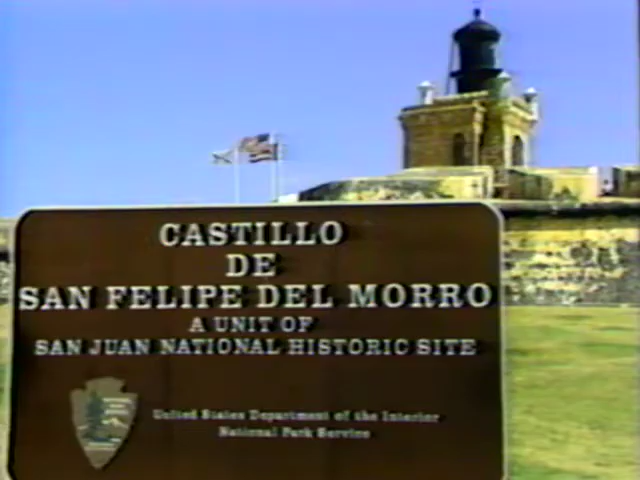 CASTILLO
DE
SAN FELIPE DEL MORRO
A UNIT OF
SAN JUAN NATIONAL HISTORIC SITE
United States Department of the Interior
National Park Service